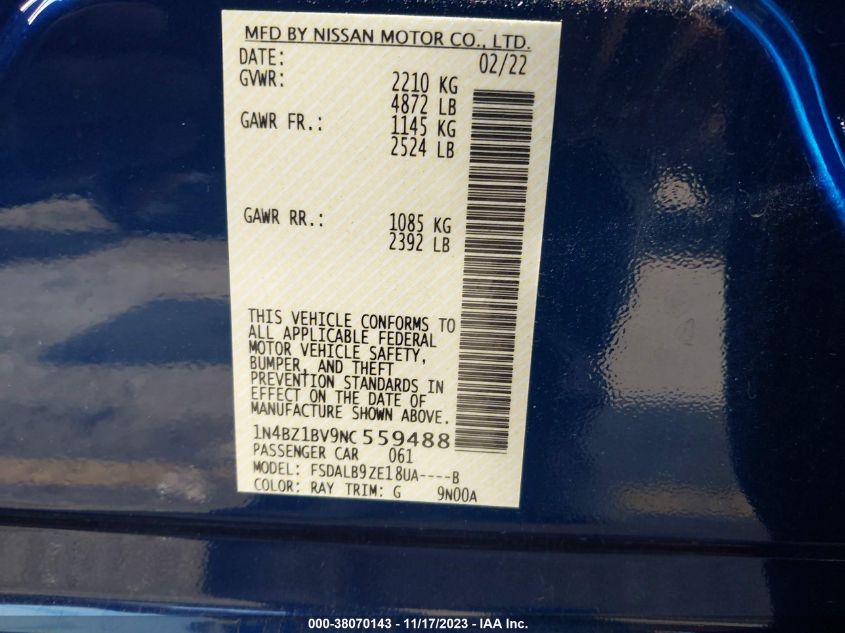 MFD BY NISSAN MOTOR CO., LTD.
DATE: 02/22
GVWR: 2210 KG
4872 LB
GAWR FR.: 1145 KG
2524 LB
GAWR RR.: 1085 KG
2392 LB
THIS VEHICLE CONFORMS TO
ALL APPLICABLE FEDERAL
MOTOR VEHICLE SAFETY,
BUMPER, AND THEFT
PREVENTION STANDARDS IN
EFFECT ON THE DATE OF
MANUFACTURE SHOWN ABOVE.
1N4BZ1BV9NC559488
PASSENGER CAR 061
MODEL: FSDALB9ZE18UA----B
COLOR: RAY TRIM: G 9N00A
000-38070143 - 11/17/2023 - IAA Inc.